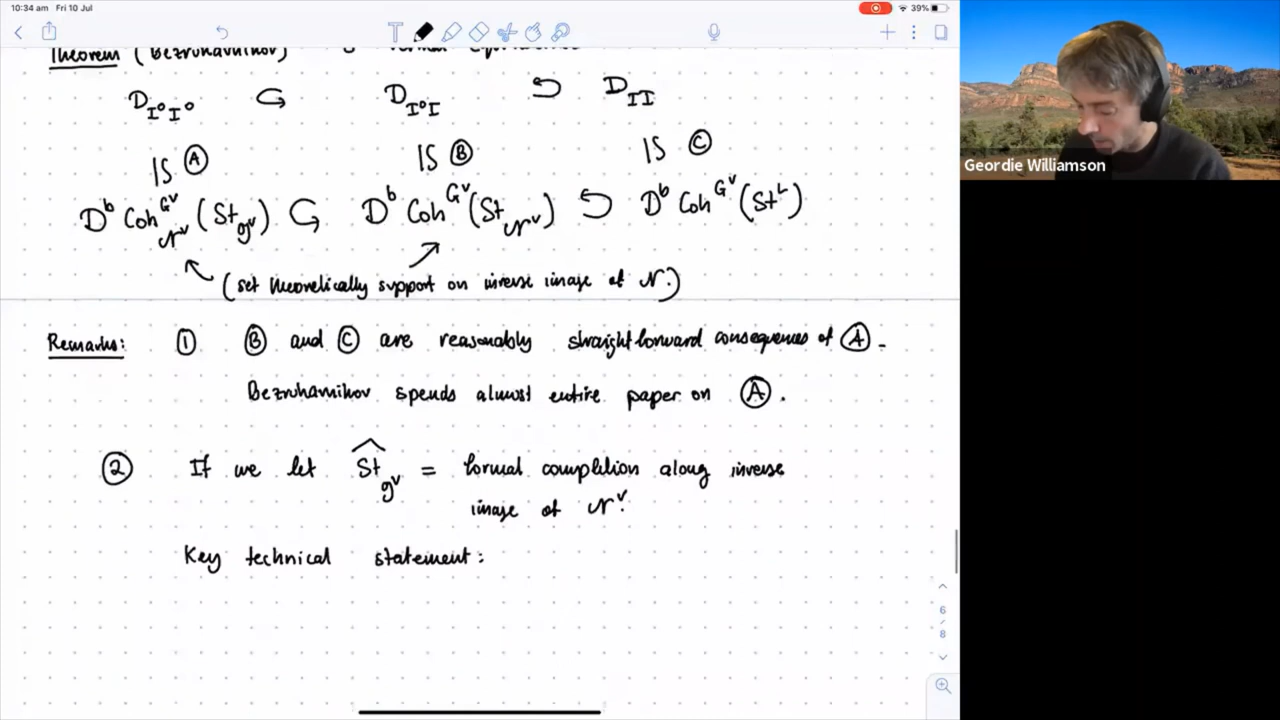 10:34 am Fri 10 Jul
39%
Theorem (Bezrukavnikov)
D_{I°I°} D_{I°I} D_{II}
IS Ⓐ IS Ⓑ IS Ⓒ
D^b Coh^{G^∨}_{𝒩^∨} (St_{g^∨}) D^b Coh^{G^∨} (St_{𝒩^∨}) D^b Coh^{G^∨} (St^L)
(set theoretically support on inverse image of 𝒩.)
Remarks: ① Ⓑ and Ⓒ are reasonably straightforward consequences of Ⓐ.
Bezrukavnikov spends almost entire paper on Ⓐ.
② If we let \widehat{St}_{g^∨} = formal completion along inverse
image of 𝒩^∨.
Key technical statement:
6
8
Geordie Williamson